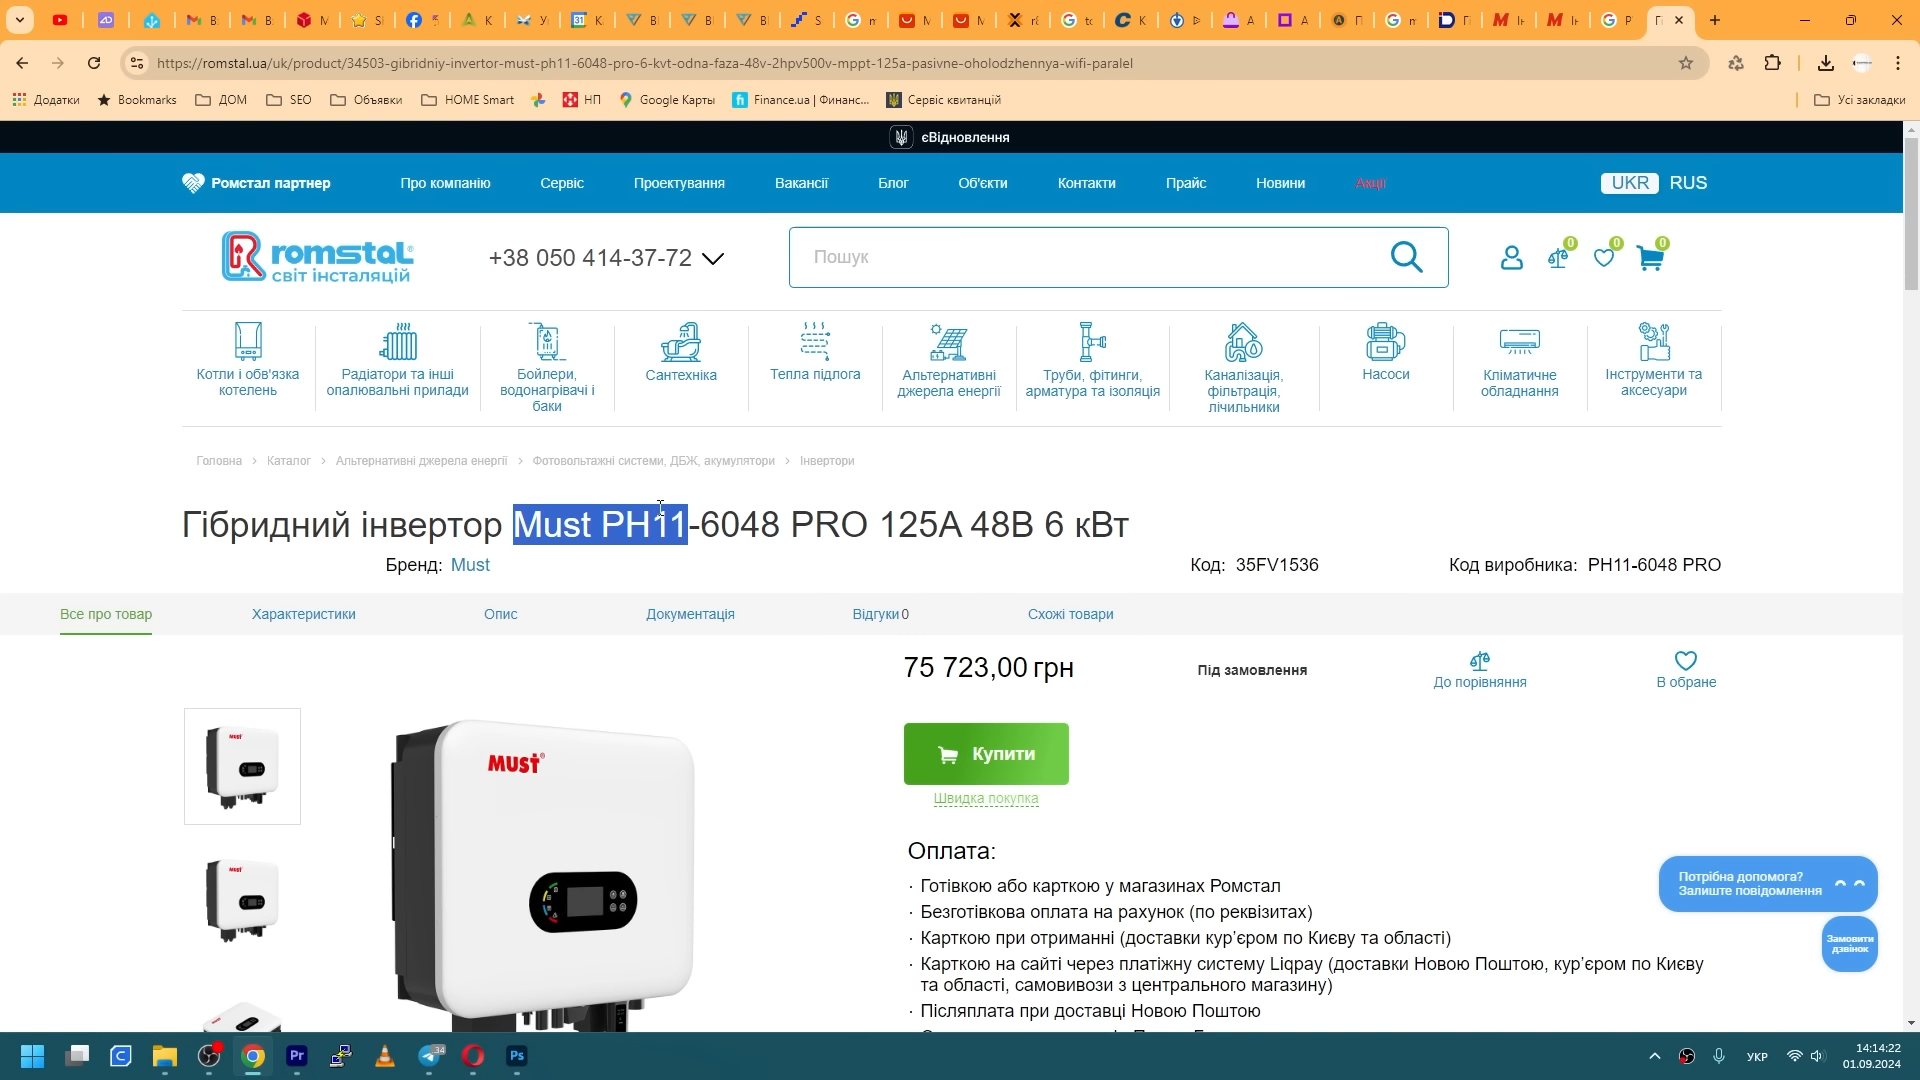 https://romstal.ua/uk/product/34503-gibridniy-invertor-must-ph11-6048-pro-6-kvt-odna-faza-48v-2hpv500v-mppt-125a-pasivne-oholodzhennya-wifi-paralel
Додатки Bookmarks ДОМ SEO Объявки HOME Smart НП Google Карты Finance.ua | Финанс... Сервіс квитанцій Усі закладки
єВідновлення
Ромстал партнер Про компанію Сервіс Проектування Вакансії Блог Об'єкти Контакти Прайс Новини Акції UKR RUS
romstal
світ інсталяцій
+38 050 414-37-72
Пошук
0 0 0
Котли і обв'язка
котелень
Радіатори та інші
опалювальні прилади
Бойлери,
водонагрівачі і
баки
Сантехніка
Тепла підлога
Альтернативні
джерела енергії
Труби, фітинги,
арматура та ізоляція
Каналізація,
фільтрація,
лічильники
Насоси
Кліматичне
обладнання
Інструменти та
аксесуари
Головна > Каталог > Альтернативні джерела енергії > Фотовольтажні системи, ДБЖ, акумулятори > Інвертори
Гібридний інвертор Must PH11-6048 PRO 125A 48В 6 кВт
Бренд: Must Код: 35FV1536 Код виробника: PH11-6048 PRO
Все про товар Характеристики Опис Документація Відгуки 0 Схожі товари
75 723,00 грн
Під замовлення
До порівняння
В обране
MUST
Купити
Швидка покупка
Оплата:
· Готівкою або карткою у магазинах Ромстал
· Безготівкова оплата на рахунок (по реквізитах)
· Карткою при отриманні (доставки кур’єром по Києву та області)
· Карткою на сайті через платіжну систему Liqpay (доставки Новою Поштою, кур’єром по Києву
та області, самовивози з центрального магазину)
· Післяплата при доставці Новою Поштою
Потрібна допомога?
Залиште повідомлення
Замовити
дзвінок
УКР
14:14:22
01.09.2024